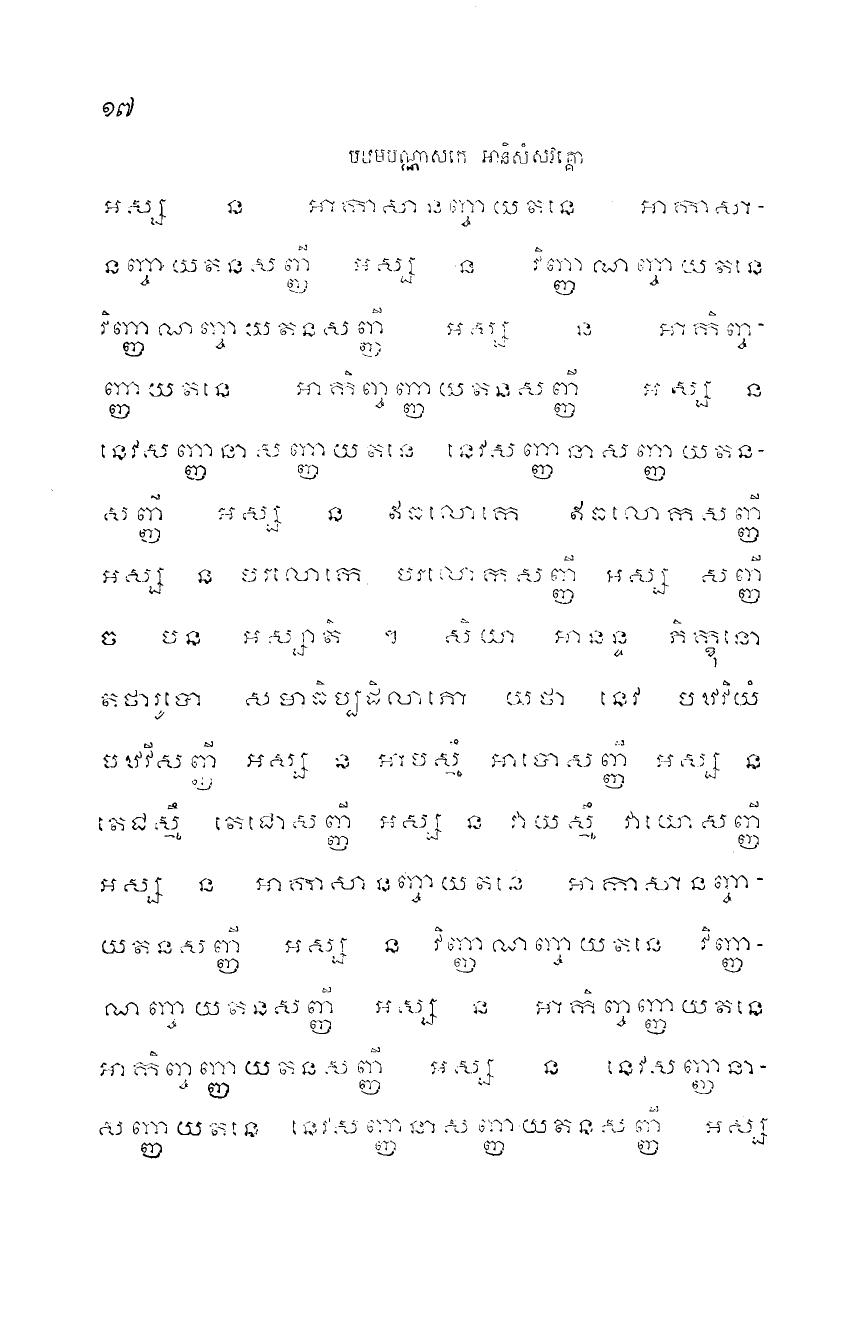 ១៧
បឋមបណ្ណាសកេ អានិសំសវគ្គោ
អស្ស ន អាកាសានញ្ចាយតនេ អាកាសា-
នញ្ចាយតនសញ្ញី អស្ស ន វិញ្ញាណញ្ចាយតនេ
វិញ្ញាណញ្ចាយតនសញ្ញី អស្ស ន អាកិញ្ច-
ញ្ញាយតនេ អាកិញ្ចញ្ញាយតនសញ្ញី អស្ស ន
នេវសញ្ញានាសញ្ញាយតនេ នេវសញ្ញានាសញ្ញាយតន-
សញ្ញី អស្ស ន ឥធលោកេ ឥធលោកសញ្ញី
អស្ស ន បរលោកេ បរលោកសញ្ញី អស្ស សញ្ញី
ច បន អស្សាតិ ។ សិយា អានន្ទ ភិក្ខុនោ
តថារូបោ សមាធិប្បដិលាភោ យថា នេវ បឋវិយំ
បឋវីសញ្ញី អស្ស ន អាបស្មុំ អាបោសញ្ញី អស្ស ន
តេជស្មឹ តេជោសញ្ញី អស្ស ន វាយស្មឹ វាយោសញ្ញី
អស្ស ន អាកាសានញ្ចាយតនេ អាកាសានញ្ចា-
យតនសញ្ញី អស្ស ន វិញ្ញាណញ្ចាយតនេ វិញ្ញា-
ណញ្ចាយតនសញ្ញី អស្ស ន អាកិញ្ចញ្ញាយតនេ
អាកិញ្ចញ្ញាយតនសញ្ញី អស្ស ន នេវសញ្ញានា-
សញ្ញាយតនេ នេវសញ្ញានាសញ្ញាយតនសញ្ញី អស្ស